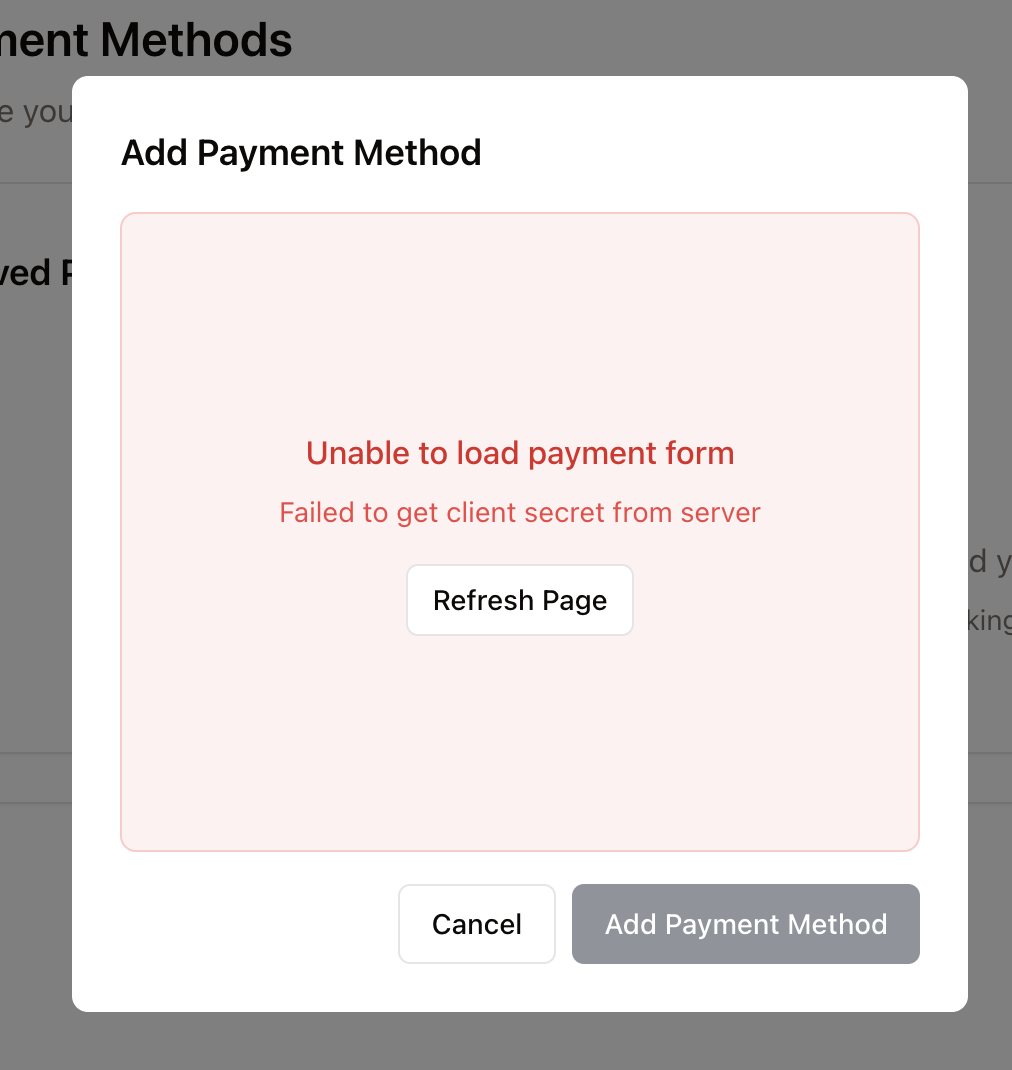 ment Methods
e you
Add Payment Method
ved P
Unable to load payment form
Failed to get client secret from server
Refresh Page
d y
king
Cancel
Add Payment Method